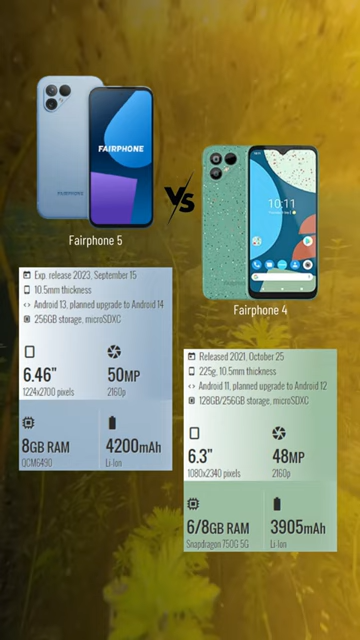 FAIRPHONE
FAIRPHONE
VS
Fairphone 5
10:11
Fairphone 4
Exp. release 2023, September 15
10.5mm thickness
Android 13, planned upgrade to Android 14
256GB storage, microSDXC
6.46"
1224x2700 pixels
50MP
2160p
8GB RAM
QCM6490
4200mAh
Li-Ion
Released 2021, October 25
225g, 10.5mm thickness
Android 11, planned upgrade to Android 12
128GB/256GB storage, microSDXC
6.3"
1080x2340 pixels
48MP
2160p
6/8GB RAM
Snapdragon 750G 5G
3905mAh
Li-Ion